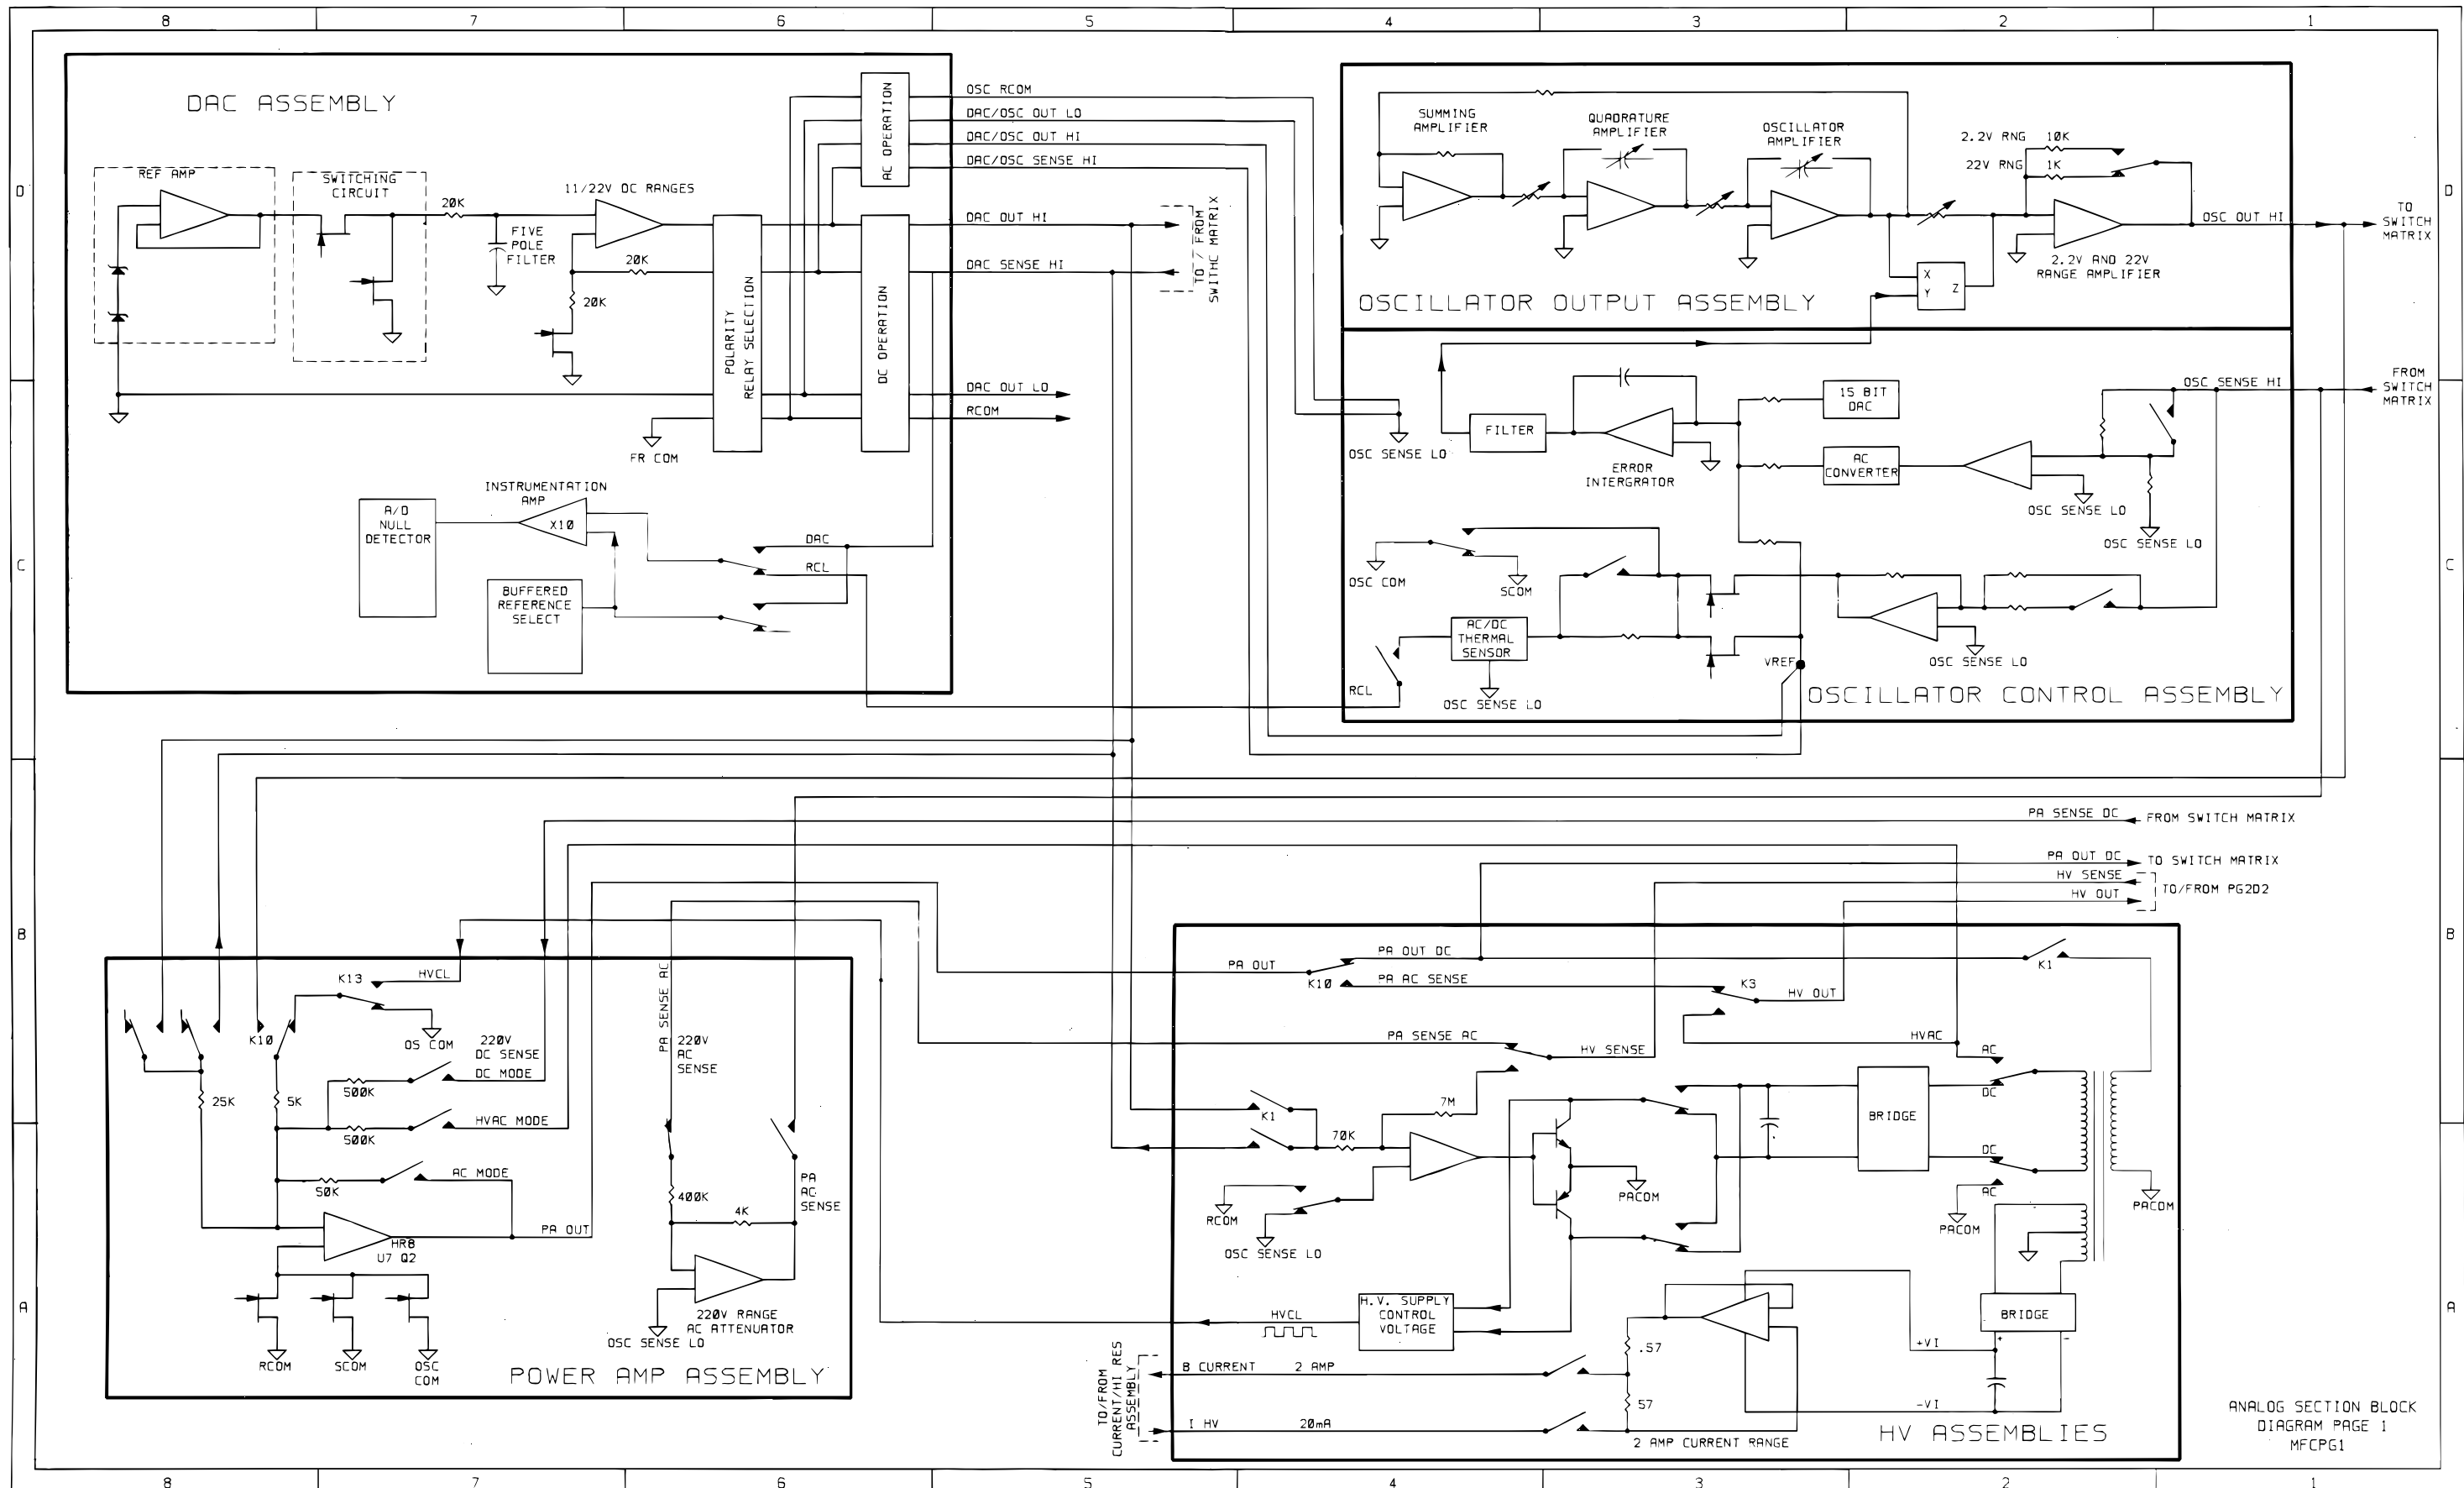 8 7 6 5 4 3 2 1
DAC ASSEMBLY
REF AMP
SWITCHING
CIRCUIT
20K
FIVE
POLE
FILTER
11/22V DC RANGES
20K
20K
POLARITY
RELAY SELECTION
AC OPERATION
DC OPERATION
FR COM
INSTRUMENTATION
AMP
X10
A/D
NULL
DETECTOR
BUFFERED
REFERENCE
SELECT
DAC
RCL
OSC RCOM
DAC/OSC OUT LO
DAC/OSC OUT HI
DAC/OSC SENSE HI
DAC OUT HI
DAC SENSE HI
TO / FROM
SWITHC MATRIX
DAC OUT LO
RCOM
SUMMING
AMPLIFIER
QUADRATURE
AMPLIFIER
OSCILLATOR
AMPLIFIER
2.2V RNG 10K
22V RNG 1K
X
Y
Z
2.2V AND 22V
RANGE AMPLIFIER
OSC OUT HI
TO
SWITCH
MATRIX
OSCILLATOR OUTPUT ASSEMBLY
OSC SENSE HI
FROM
SWITCH
MATRIX
OSC SENSE LO
FILTER
ERROR
INTERGRATOR
15 BIT
DAC
AC
CONVERTER
OSC SENSE LO
OSC SENSE LO
OSC COM
SCOM
AC/DC
THERMAL
SENSOR
RCL
OSC SENSE LO
VREF
OSC SENSE LO
OSCILLATOR CONTROL ASSEMBLY
PA SENSE DC
FROM SWITCH MATRIX
PA OUT DC
TO SWITCH MATRIX
HV SENSE
HV OUT
TO/FROM PG2D2
K13
HVCL
OS COM
K10
220V
DC SENSE
DC MODE
500K
25K
5K
500K
HVAC MODE
50K
AC MODE
HR8
U7 Q2
PA OUT
RCOM
SCOM
OSC
COM
PA SENSE AC
220V
AC
SENSE
400K
4K
PA
AC
SENSE
OSC SENSE LO
220V RANGE
AC ATTENUATOR
POWER AMP ASSEMBLY
PA OUT
K10
PA OUT DC
PA AC SENSE
K3
HV OUT
K1
PA SENSE AC
HV SENSE
HVAC
AC
DC
K1
70K
7M
RCOM
OSC SENSE LO
PACOM
BRIDGE
DC
AC
PACOM
PACOM
HVCL
H.V. SUPPLY
CONTROL
VOLTAGE
BRIDGE
+
-
+VI
-VI
.57
57
B CURRENT 2 AMP
I HV 20mA
TO/FROM
CURRENT/HI RES
ASSEMBLY
2 AMP CURRENT RANGE
HV ASSEMBLIES
ANALOG SECTION BLOCK
DIAGRAM PAGE 1
MFCPG1
D
C
B
A
D
C
B
A
8 7 6 5 4 3 2 1